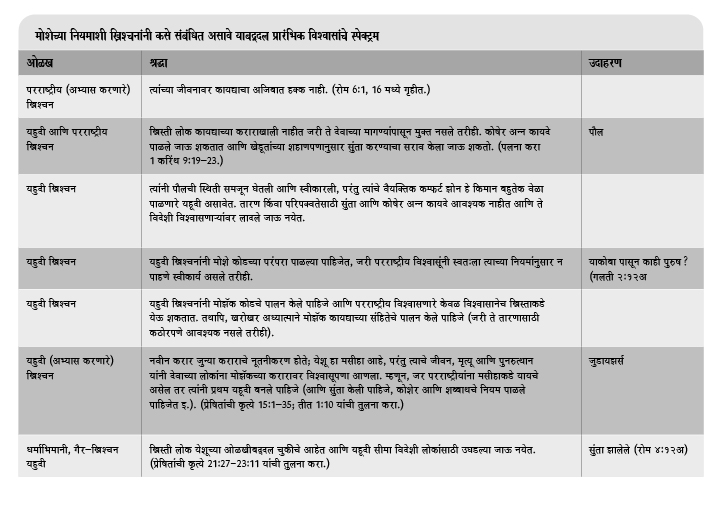 मोशेच्या नियमाशी ख्रिश्चनांनी कसे संबंधित असावे याबद्दल प्रारंभिक विश्वासांचे स्पेक्ट्रम
ओळख
श्रद्धा
उदाहरण
परराष्ट्रीय (अभ्यास करणारे)
ख्रिश्चन
त्यांच्या जीवनावर कायद्याचा अजिबात हक्क नाही. (रोम 6:1, 16 मध्ये गृहीत.)
यहुदी आणि परराष्ट्रीय
ख्रिश्चन
ख्रिस्ती लोक कायद्याच्या कराराखाली नाहीत जरी ते देवाच्या मागण्यांपासून मुक्त नसले तरीही. कोषेर अन्न कायदे
पाळले जाऊ शकतात आणि खेडूतांच्या शहाणपणानुसार सुंता करण्याचा सराव केला जाऊ शकतो. (पलना करा
1 करिंथ 9:19–23.)
पौल
यहुदी ख्रिश्चन
त्यांनी पौलची स्थिती समजून घेतली आणि स्वीकारली, परंतु त्यांचे वैयक्तिक कम्फर्ट झोन हे किमान बहुतेक वेळा
पाळणारे यहूदी असावेत. तारण किंवा परिपक्वतेसाठी सुंता आणि कोषेर अन्न कायदे आवश्यक नाहीत आणि ते
विदेशी विश्वासणाऱ्यांवर लादले जाऊ नयेत.
यहुदी ख्रिश्चन
यहुदी ख्रिश्चनांनी मोशे कोडच्या परंपरा पाळल्या पाहिजेत, जरी परराष्ट्रीय विश्वासूंनी स्वतःला त्याच्या नियमांनुसार न
पाहणे स्वीकार्य असले तरीही.
याकोबा पासून काही पुरुष?
(गलती २:१२अ
यहुदी ख्रिश्चन
यहुदी ख्रिश्चनांनी मोझॅक कोडचे पालन केले पाहिजे आणि परराष्ट्रीय विश्वासणारे केवळ विश्वासानेच ख्रिस्ताकडे
येऊ शकतात. तथापि, खरोखर अध्यात्माने मोझॅक कायद्याच्या संहितेचे पालन केले पाहिजे (जरी ते तारणासाठी
कठोरपणे आवश्यक नसले तरीही).
यहुदी (अभ्यास करणारे)
ख्रिश्चन
नवीन करार जुन्या कराराचे नूतनीकरण होते; येशू हा मसीहा आहे, परंतु त्याचे जीवन, मृत्यू आणि पुनरुत्थान
यांनी देवाच्या लोकांना मोझॅकच्या करारावर विश्वासूपणा आणला. म्हणून, जर परराष्ट्रीयांना मसीहाकडे यायचे
असेल तर त्यांनी प्रथम यहूदी बनले पाहिजे (आणि सुंता केली पाहिजे, कोशेर आणि शब्बाथचे नियम पाळले
पाहिजेत इ.). (प्रेषितांची कृत्ये 15:1–35; तीत 1:10 यांची तुलना करा.)
जुडायझर्स
धर्माभिमानी, गैर–ख्रिश्चन
यहुदी
ख्रिस्ती लोक येशूच्या ओळखीबद्दल चुकीचे आहेत आणि यहूदी सीमा विदेशी लोकांसाठी उघडल्या जाऊ नयेत.
(प्रेषितांची कृत्ये 21:27–23:11 यांची तुलना करा.)
सुंता झालेले (रोम ४:१२अ)